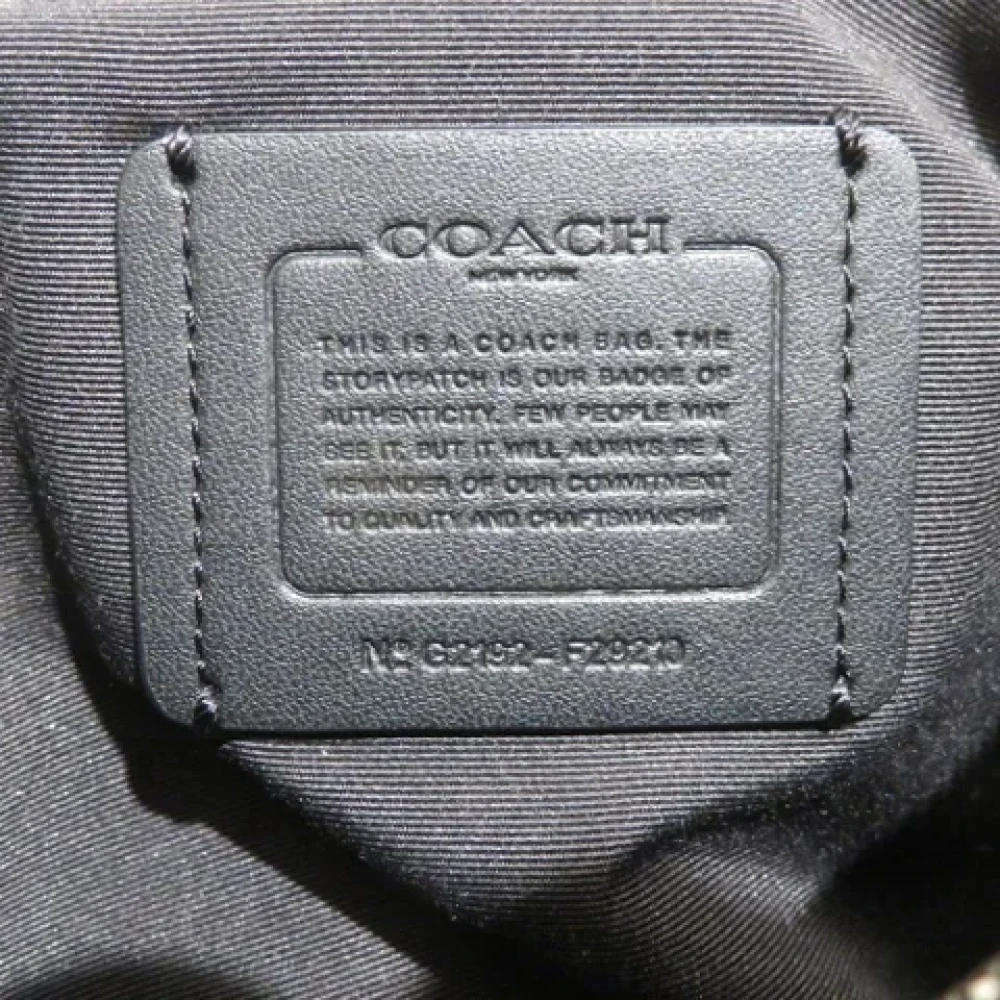 COACH
NEW YORK
THIS IS A COACH BAG. THE
STORYPATCH IS OUR BADGE OF
AUTHENTICITY. FEW PEOPLE MAY
SEE IT, BUT IT WILL ALWAYS BE A
REMINDER OF OUR COMMITMENT
TO QUALITY AND CRAFTSMANSHIP.
Nº C2192-F29210